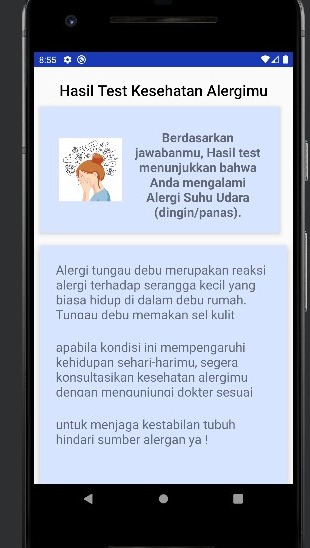 8:55
Hasil Test Kesehatan Alergimu
Berdasarkan
jawabanmu, Hasil test
menunjukkan bahwa
Anda mengalami
Alergi Suhu Udara
(dingin/panas).
Alergi tungau debu merupakan reaksi
alergi terhadap serangga kecil yang
biasa hidup di dalam debu rumah.
Tungau debu memakan sel kulit
apabila kondisi ini mempengaruhi
kehidupan sehari-harimu, segera
konsultasikan kesehatan alergimu
dengan mengunjungi dokter sesuai
untuk menjaga kestabilan tubuh
hindari sumber alergan ya !